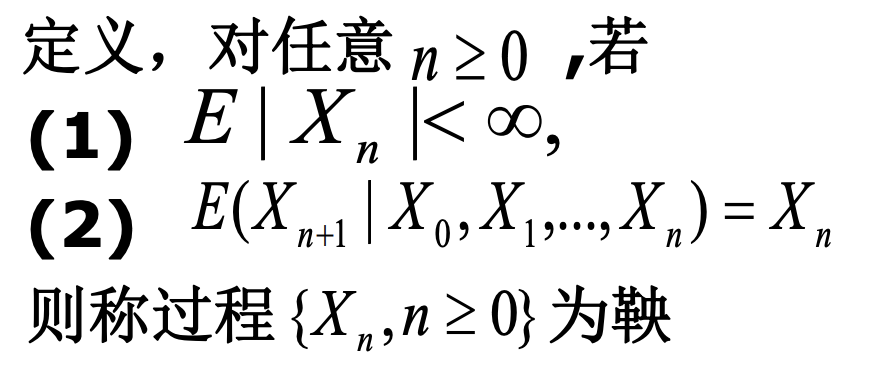 定义，对任意 n ≥ 0 ,若
(1) E | X_n |< ∞,
(2) E(X_{n+1} | X_0, X_1,..., X_n) = X_n
则称过程 {X_n, n ≥ 0} 为鞅